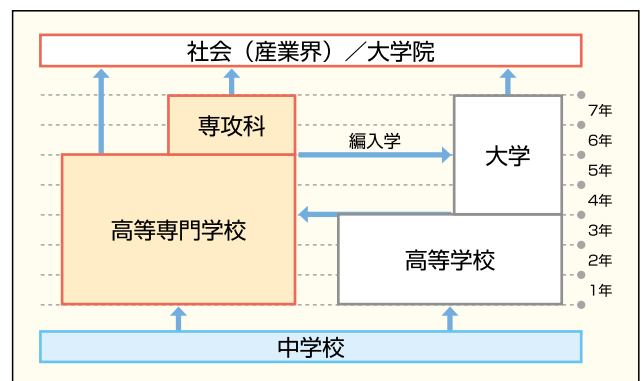 社会（産業界）／大学院
専攻科
編入学
大学
高等専門学校
高等学校
7年
6年
5年
4年
3年
2年
1年
中学校